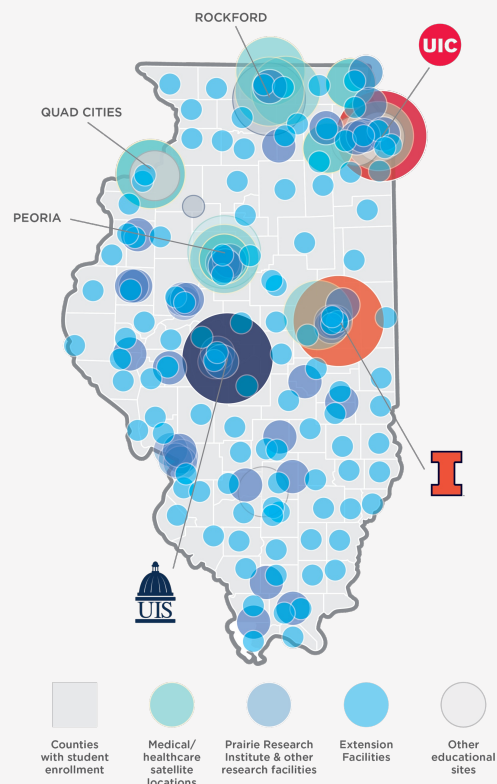 ROCKFORD
UIC
QUAD CITIES
PEORIA
I
UIS
Counties
with student
enrollment
Medical/
healthcare
satellite
locations
Prairie Research
Institute & other
research facilities
Extension
Facilities
Other
educational
sites